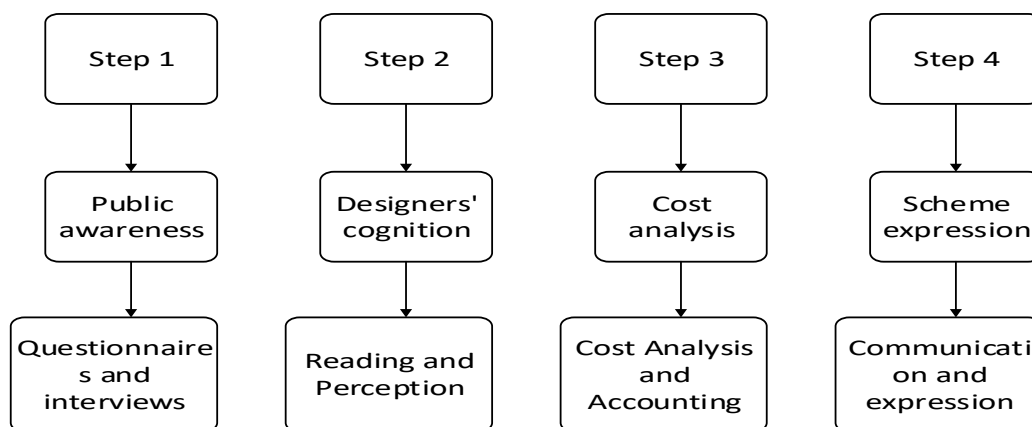 Step 1
Step 2
Step 3
Step 4
Public
awareness
Designers'
cognition
Cost
analysis
Scheme
expression
Questionnaire
s and
interviews
Reading and
Perception
Cost Analysis
and
Accounting
Communicati
on and
expression